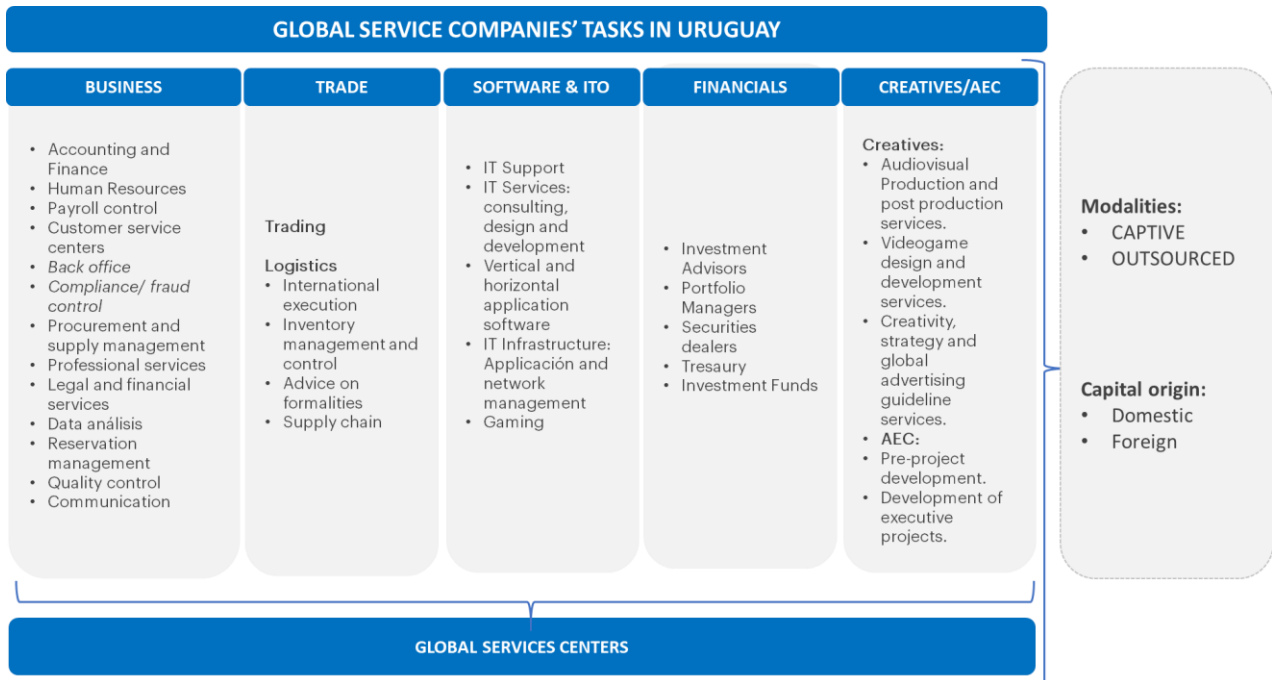 GLOBAL SERVICE COMPANIES' TASKS IN URUGUAY
BUSINESS
• Accounting and
Finance
• Human Resources
• Payroll control
• Customer service
centers
• Back office
• Compliance/ fraud
control
• Procurement and
supply management
• Professional services
• Legal and financial
services
• Data análisis
• Reservation
management
• Quality control
• Communication
TRADE
Trading
Logistics
• International
execution
• Inventory
management and
control
• Advice on
formalities
• Supply chain
SOFTWARE & ITO
• IT Support
• IT Services:
consulting,
design and
development
• Vertical and
horizontal
application
software
• IT Infrastructure:
Applicación and
network
management
• Gaming
FINANCIALS
• Investment
Advisors
• Portfolio
Managers
• Securities
dealers
• Tresaury
• Investment Funds
CREATIVES/AEC
Creatives:
• Audiovisual
Production and
post production
services.
• Videogame
design and
development
services.
• Creativity,
strategy and
global
advertising
guideline
services.
• AEC:
• Pre-project
development.
• Development of
executive
projects.
Modalities:
• CAPTIVE
• OUTSOURCED
Capital origin:
• Domestic
• Foreign
GLOBAL SERVICES CENTERS